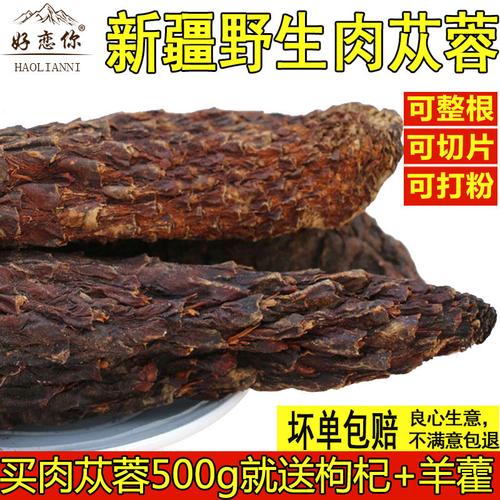 好恋你
HAOLIANNI
新疆野生肉苁蓉
可整根
可切片
可打粉
坏单包赔
良心生意，
不满意包退
买肉苁蓉500g就送枸杞+羊藿